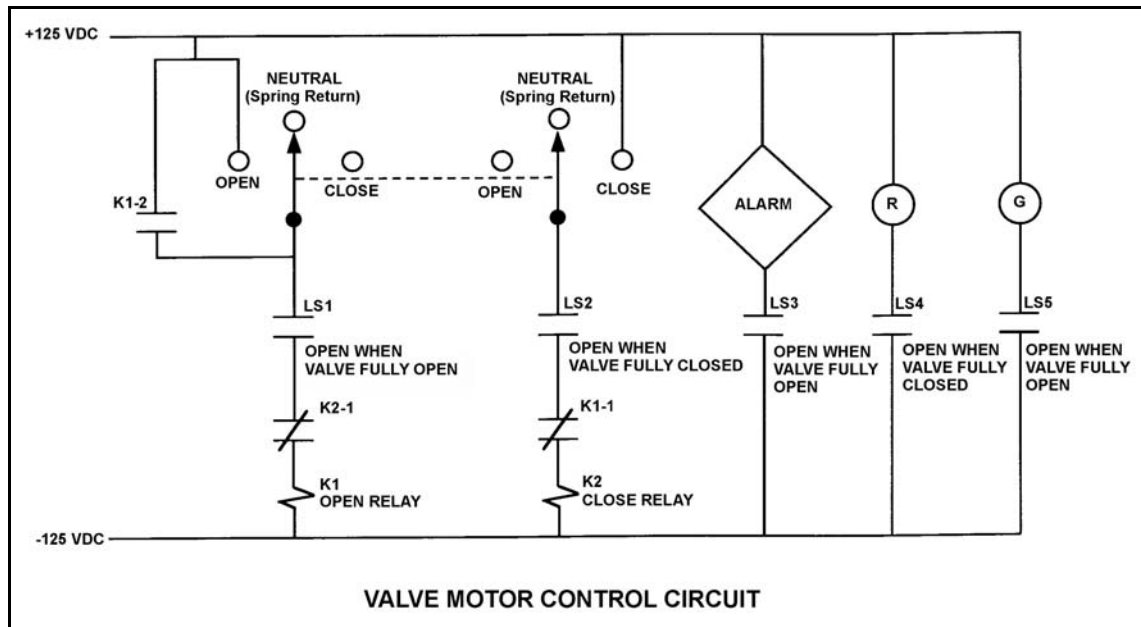 +125 VDC
NEUTRAL
(Spring Return)
NEUTRAL
(Spring Return)
OPEN
CLOSE
OPEN
CLOSE
K1-2
ALARM
R
G
LS1
OPEN WHEN
VALVE FULLY OPEN
LS2
OPEN WHEN
VALVE FULLY CLOSED
LS3
OPEN WHEN
VALVE FULLY
OPEN
LS4
OPEN WHEN
VALVE FULLY
CLOSED
LS5
OPEN WHEN
VALVE FULLY
OPEN
K2-1
K1-1
K1
OPEN RELAY
K2
CLOSE RELAY
-125 VDC
VALVE MOTOR CONTROL CIRCUIT